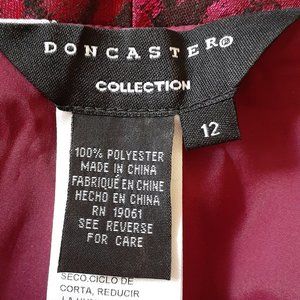 DONCASTER®
COLLECTION
12
100% POLYESTER
MADE IN CHINA
FABRIQUÉ EN CHINE
HECHO EN CHINA
RN 19061
SEE REVERSE
FOR CARE
SECO,CICLO DE
CORTA, REDUCIR